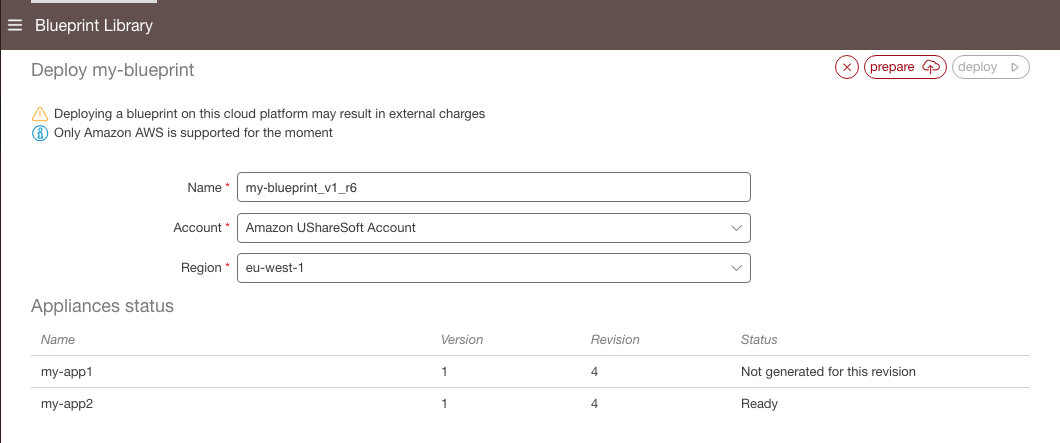 Blueprint Library
Deploy my-blueprint
prepare
deploy
Deploying a blueprint on this cloud platform may result in external charges
Only Amazon AWS is supported for the moment
Name * my-blueprint_v1_r6
Account * Amazon UShareSoft Account
Region * eu-west-1
Appliances status
Name Version Revision Status
my-app1 1 4 Not generated for this revision
my-app2 1 4 Ready